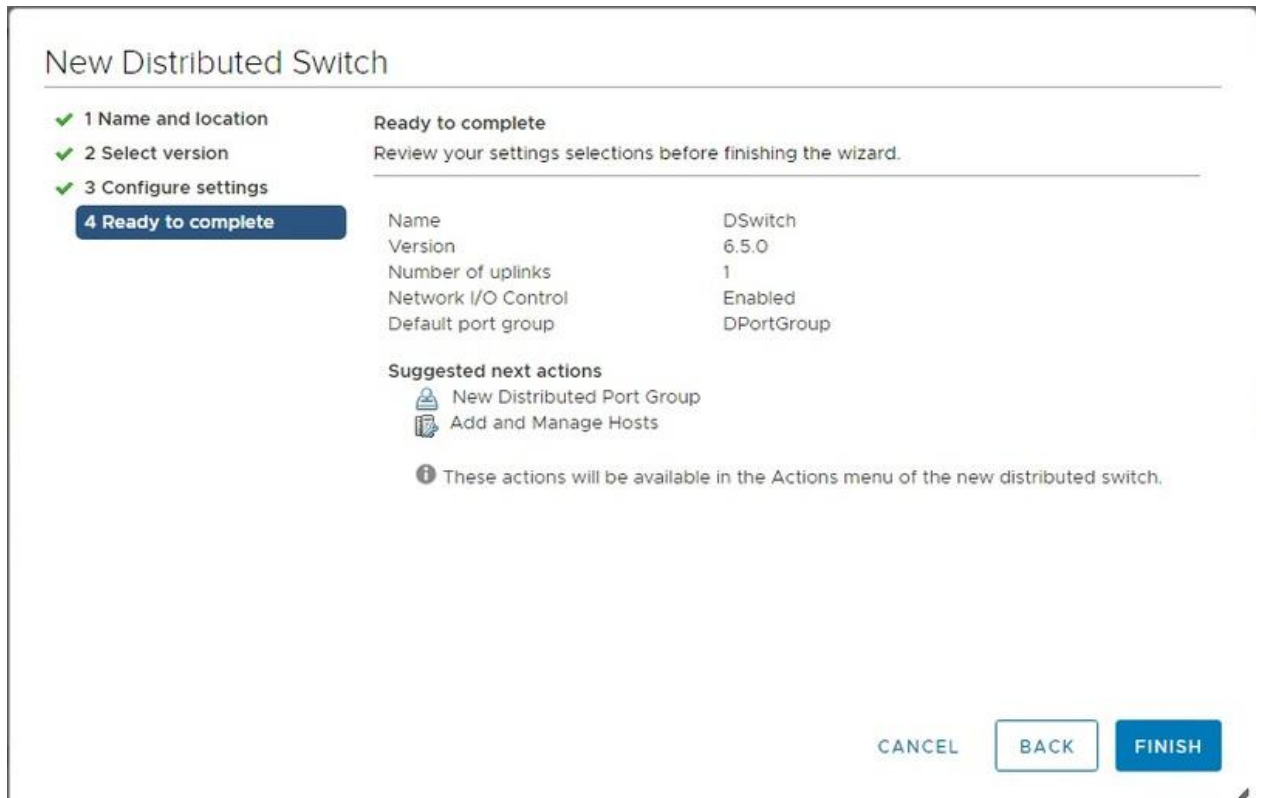 New Distributed Switch
1 Name and location
2 Select version
3 Configure settings
4 Ready to complete
Ready to complete
Review your settings selections before finishing the wizard.
Name DSwitch
Version 6.5.0
Number of uplinks 1
Network I/O Control Enabled
Default port group DPortGroup
Suggested next actions
New Distributed Port Group
Add and Manage Hosts
These actions will be available in the Actions menu of the new distributed switch.
CANCEL BACK FINISH